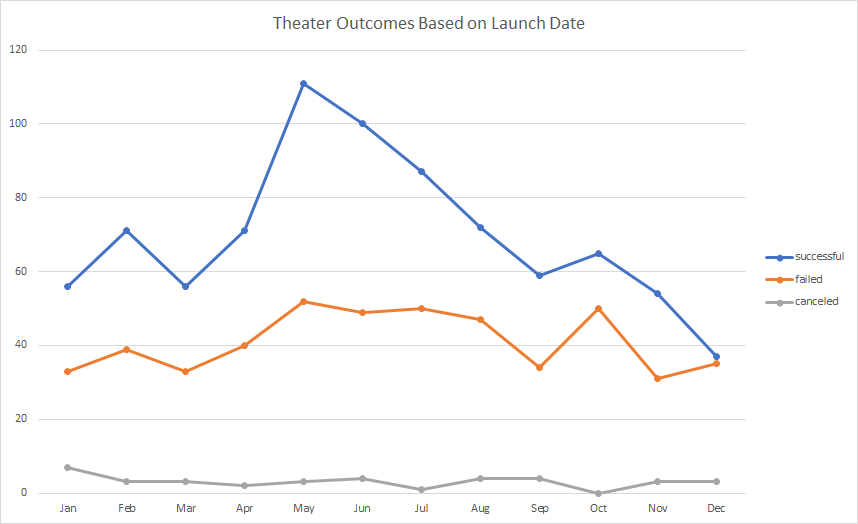 Theater Outcomes Based on Launch Date
120
100
80
60
40
20
0
Jan Feb Mar Apr May Jun Jul Aug Sep Oct Nov Dec
successful
failed
canceled